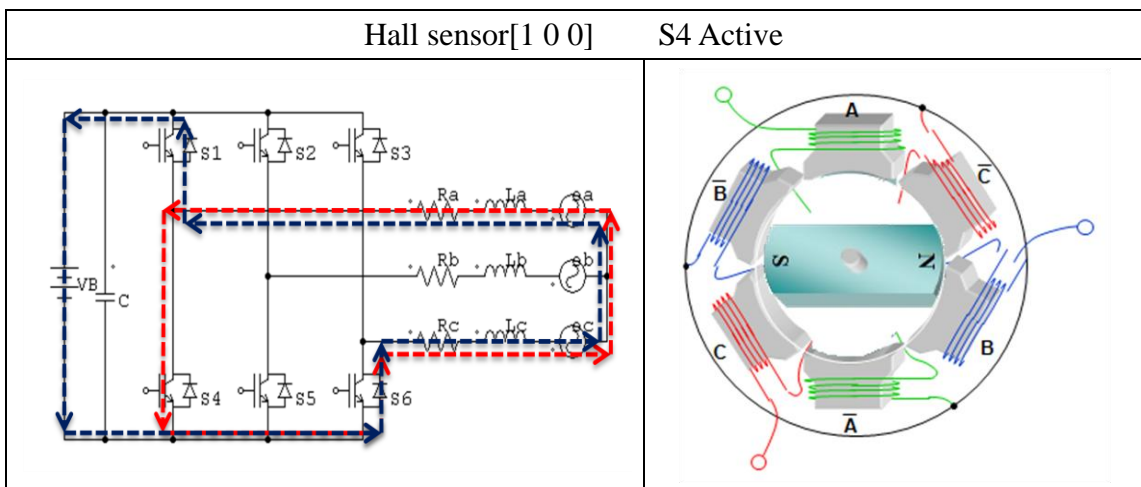 Hall sensor[1 0 0] S4 Active
S1 S2 S3
Ra La ea
Rb Lb eb
VB C
Rc Lc ec
S4 S5 S6
A
B̅ C̅
S N
C B
A̅